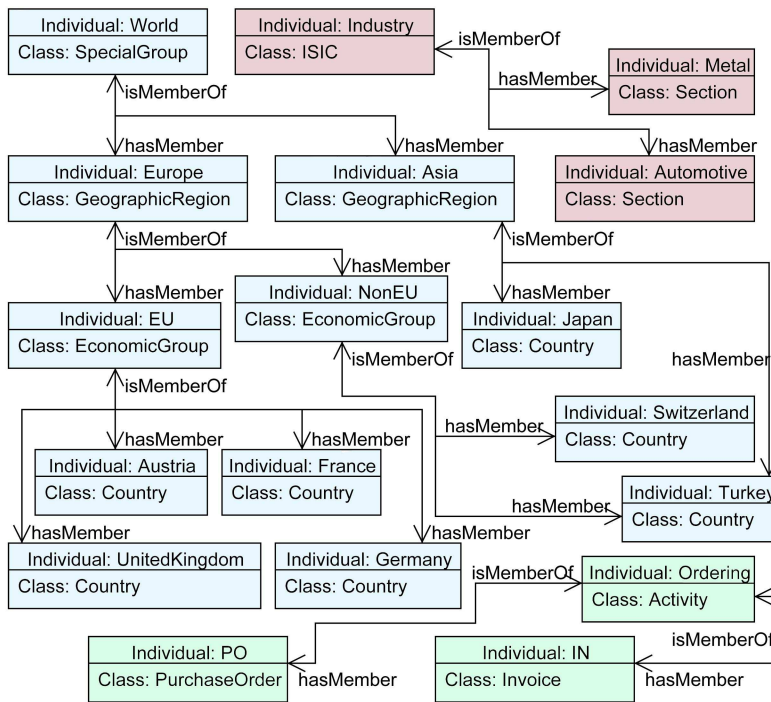 Individual: World
Class: SpecialGroup
Individual: Industry
Class: ISIC
isMemberOf
Individual: Metal
Class: Section
hasMember
isMemberOf
hasMember
hasMember
hasMember
Individual: Europe
Class: GeographicRegion
Individual: Asia
Class: GeographicRegion
Individual: Automotive
Class: Section
isMemberOf
isMemberOf
hasMember
hasMember
hasMember
Individual: EU
Class: EconomicGroup
Individual: NonEU
Class: EconomicGroup
Individual: Japan
Class: Country
isMemberOf
isMemberOf
hasMember
Individual: Switzerland
Class: Country
hasMember
hasMember
hasMember
Individual: Austria
Class: Country
Individual: France
Class: Country
Individual: Turkey
Class: Country
hasMember
hasMember
hasMember
Individual: UnitedKingdom
Class: Country
Individual: Germany
Class: Country
isMemberOf
Individual: Ordering
Class: Activity
isMemberOf
Individual: PO
Class: PurchaseOrder
hasMember
Individual: IN
Class: Invoice
hasMember